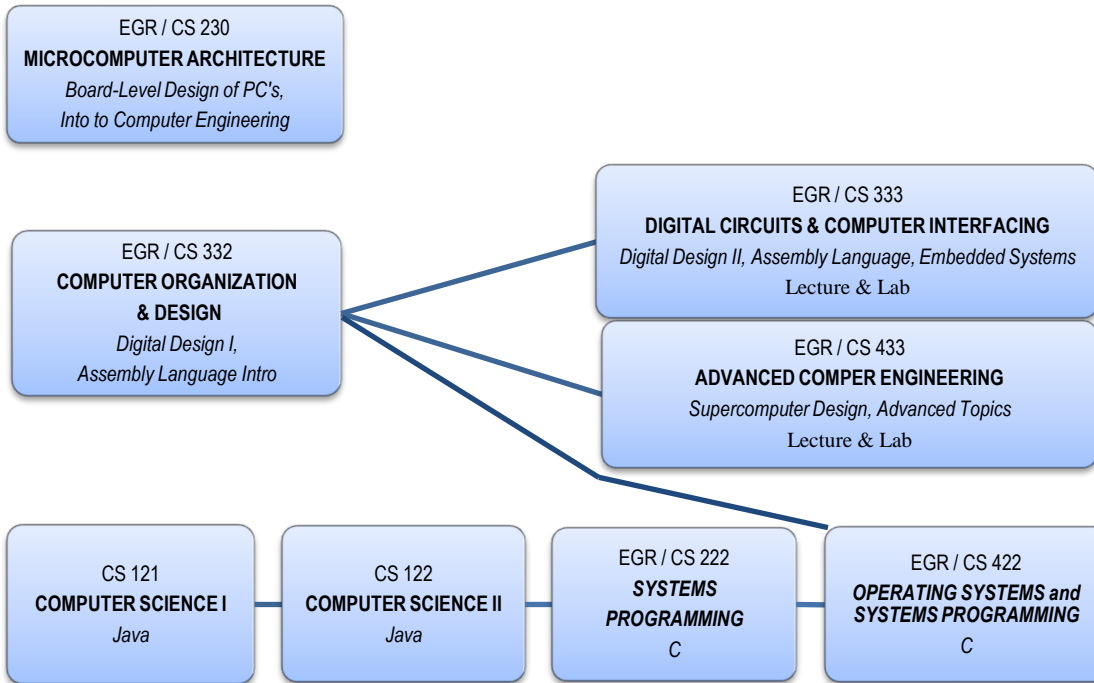 EGR / CS 230
MICROCOMPUTER ARCHITECTURE
Board-Level Design of PC's,
Into to Computer Engineering
EGR / CS 333
DIGITAL CIRCUITS & COMPUTER INTERFACING
Digital Design II, Assembly Language, Embedded Systems
Lecture & Lab
EGR / CS 332
COMPUTER ORGANIZATION
& DESIGN
Digital Design I,
Assembly Language Intro
EGR / CS 433
ADVANCED COMPER ENGINEERING
Supercomputer Design, Advanced Topics
Lecture & Lab
CS 121
COMPUTER SCIENCE I
Java
CS 122
COMPUTER SCIENCE II
Java
EGR / CS 222
SYSTEMS
PROGRAMMING
C
EGR / CS 422
OPERATING SYSTEMS and
SYSTEMS PROGRAMMING
C